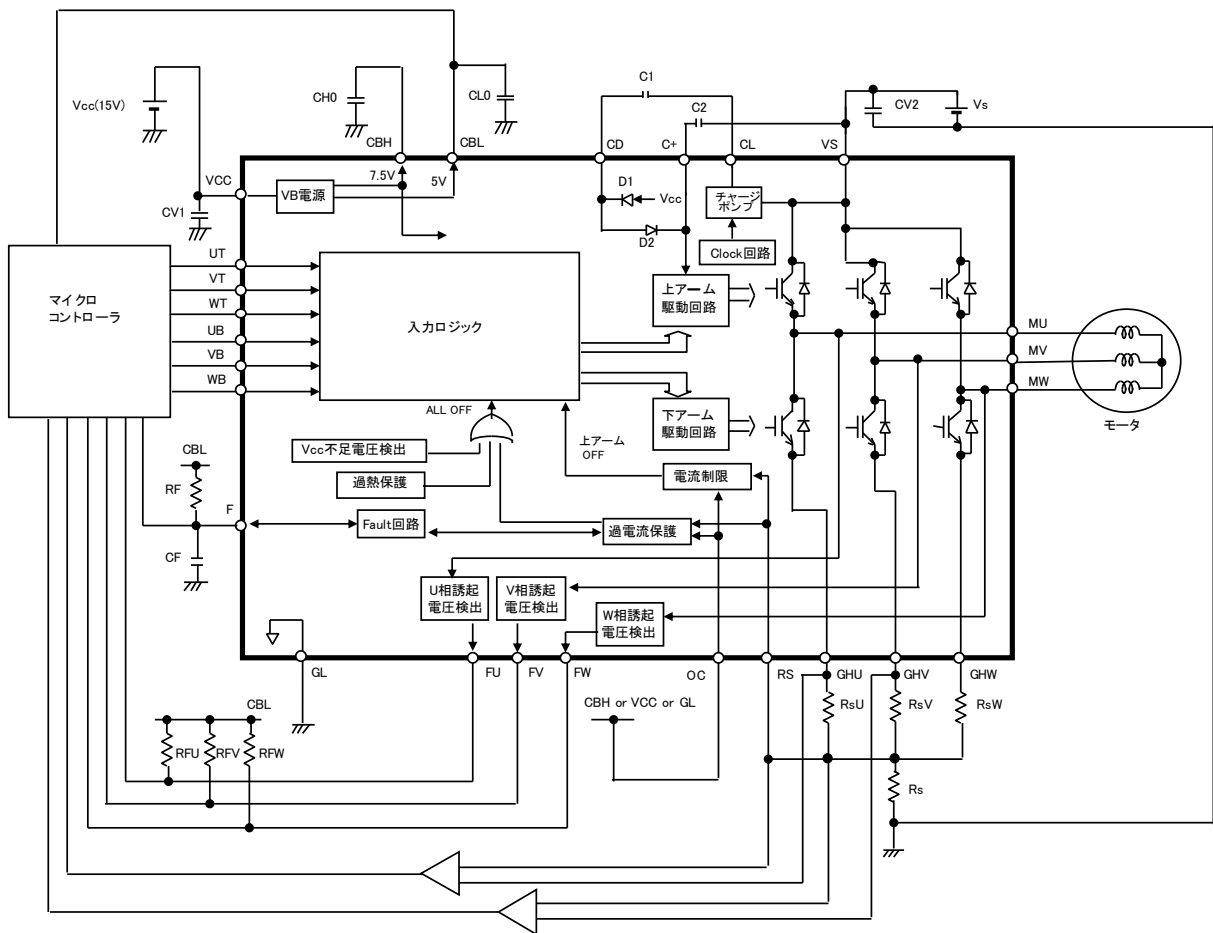 C1
Vcc(15V)
CH0
CL0
C2
CV2
Vs
CBH
CBL
CD
C+
CL
VS
VCC
7.5V
5V
VB電源
D1
Vcc
チャージ
ポンプ
CV1
D2
Clock回路
マイクロ
コントローラ
UT
VT
WT
UB
VB
WB
入力ロジック
上アーム
駆動回路
MU
MV
MW
モータ
ALL OFF
上アーム
OFF
下アーム
駆動回路
Vcc不足電圧検出
過熱保護
電流制限
CBL
RF
F
Fault回路
過電流保護
CF
U相誘起
電圧検出
V相誘起
電圧検出
W相誘起
電圧検出
GL
FU
FV
FW
OC
RS
GHU
GHV
GHW
CBL
CBH or VCC or GL
RsU
RsV
RsW
RFU
RFV
RFW
Rs